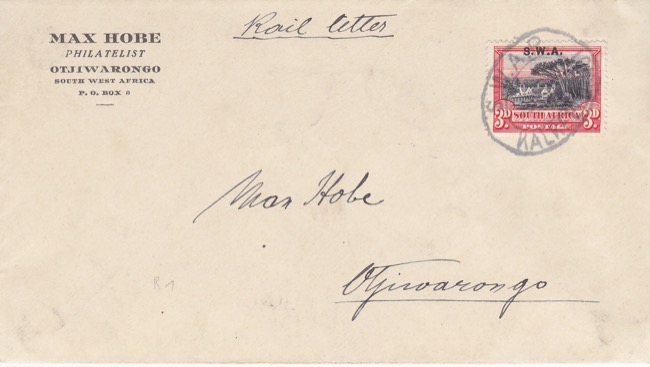 MAX HOBE
PHILATELIST
OTJIWARONGO
SOUTH WEST AFRICA
P. O. BOX 8
Rail letter
S.W.A.
SOUTH AFRICA
3D. 3D.
POSTAGE
Max Hobe
Otjiwarongo
R1